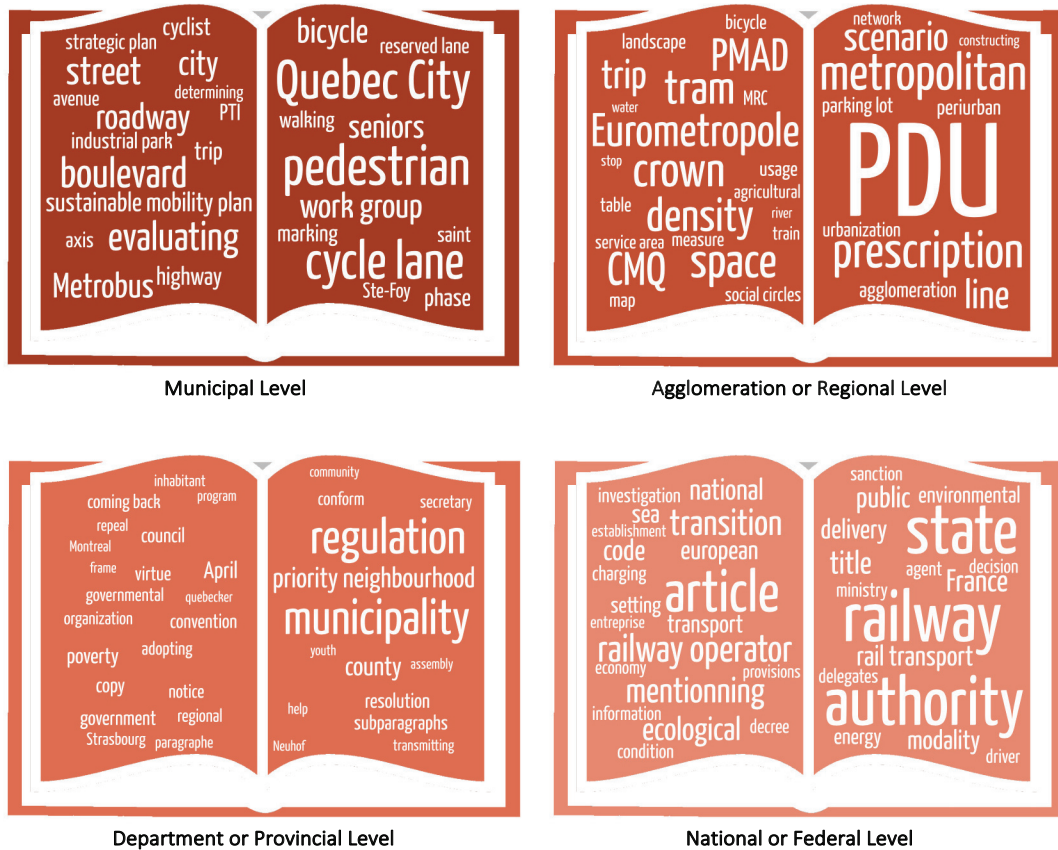 strategic plan
cyclist
street
city
avenue
determining
roadway
PTI
industrial park
trip
boulevard
sustainable mobility plan
axis
evaluating
Metrobus
highway
bicycle
reserved lane
Quebec City
walking
seniors
pedestrian
work group
marking
saint
cycle lane
Ste-Foy
phase
Municipal Level
bicycle
landscape
PMAD
trip
tram
water
MRC
Eurometropole
stop
crown
usage
agricultural
table
density
river
service area
measure
train
CMQ
space
map
social circles
network
scenario
constructing
metropolitan
parking lot
periurban
PDU
urbanization
prescription
agglomeration
line
Agglomeration or Regional Level
inhabitant
coming back
program
repeal
council
Montreal
frame
virtue
April
governmental
quebecker
organization
convention
poverty
adopting
copy
notice
government
regional
Strasbourg
paragraphe
community
conform
secretary
regulation
priority neighbourhood
municipality
youth
county
assembly
help
resolution
subparagraphs
Neuhof
transmitting
Department or Provincial Level
investigation
national
sea
establishment
transition
code
european
charging
article
setting
entreprise
transport
railway operator
economy
provisions
mentionning
information
ecological
decree
condition
sanction
public
environmental
delivery
state
title
agent
decision
France
ministry
railway
rail transport
delegates
authority
energy
modality
driver
National or Federal Level